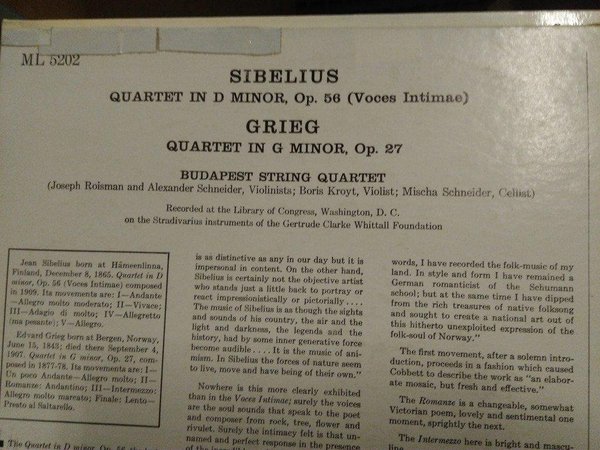 ML 5202
SIBELIUS
QUARTET IN D MINOR, Op. 56 (Voces Intimae)
GRIEG
QUARTET IN G MINOR, Op. 27
BUDAPEST STRING QUARTET
(Joseph Roisman and Alexander Schneider, Violinists; Boris Kroyt, Violist; Mischa Schneider, Cellist)
Recorded at the Library of Congress, Washington, D. C.
on the Stradivarius instruments of the Gertrude Clarke Whittall Foundation
Jean Sibelius born at Hämeenlinna,
Finland, December 8, 1865. Quartet in D
minor, Op. 56 (Voces Intimae) composed
in 1909. Its movements are: I—Andante
—Allegro molto moderato; II—Vivace;
III—Adagio di molto; IV—Allegretto
(ma pesante); V—Allegro.
Edvard Grieg born at Bergen, Norway,
June 15, 1843; died there September 4,
1907. Quartet in G minor, Op. 27, com-
posed in 1877-78. Its movements are: I—
Un poco Andante—Allegro molto; II—
Romanze: Andantino; III—Intermezzo:
Allegro molto marcato; Finale: Lento—
Presto al Saltarello.
The Quartet in D minor, Op. 56
is as distinctive as any in our day but it is
impersonal in content. On the other hand,
Sibelius is certainly not the objective artist
who stands just a little back to portray or
react impressionistically or pictorially . . . .
The music of Sibelius is as though the sights
and sounds of his country, the air and the
light and darkness, the legends and the
history, had by some inner generative force
become audible . . . . It is the music of ani-
mism. In Sibelius the forces of nature seem
to live, move and have being of their own."
Nowhere is this more clearly exhibited
than in the Voces Intimae; surely the voices
are the soul sounds that speak to the poet
and composer from rock, tree, flower and
rivulet. Surely the intimacy felt is that un-
named and perfect response in the presence
words, I have recorded the folk-music of my
land. In style and form I have remained a
German romanticist of the Schumann
school; but at the same time I have dipped
from the rich treasures of native folksong
and sought to create a national art out of
this hitherto unexploited expression of the
folk-soul of Norway."
The first movement, after a solemn intro-
duction, proceeds in a fashion which caused
Cobbett to describe the work as "an elabor-
ate mosaic, but fresh and effective."
The Romanze is a changeable, somewhat
Victorian poem, lovely and sentimental one
moment, sprightly the next.
The Intermezzo here is bright and mascu-